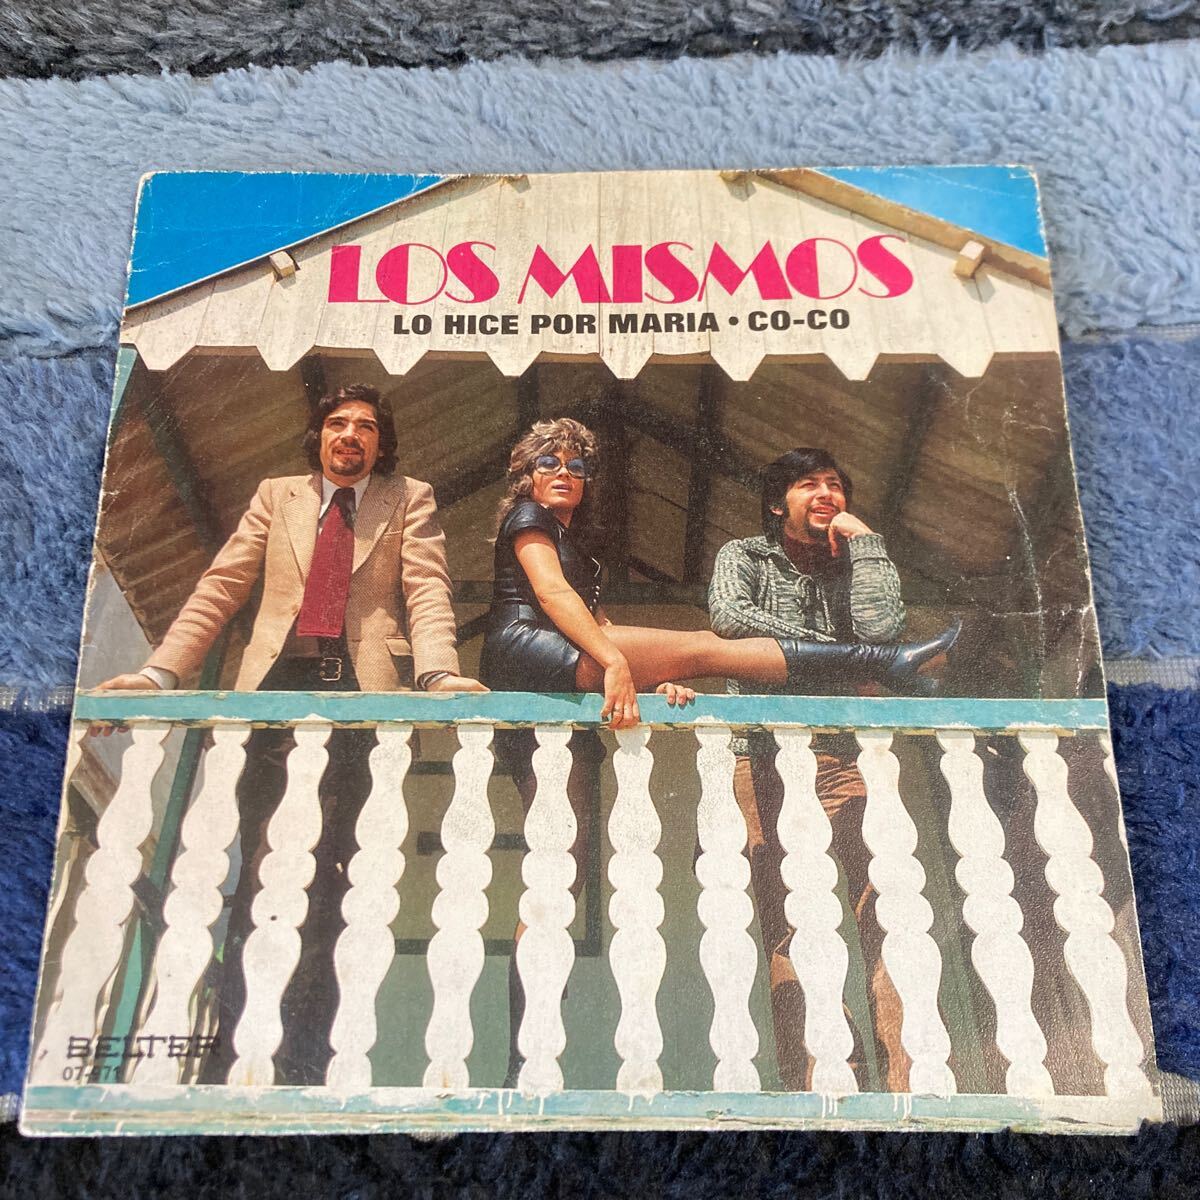 LOS MISMOS
LO HICE POR MARIA • CO-CO
BELTER